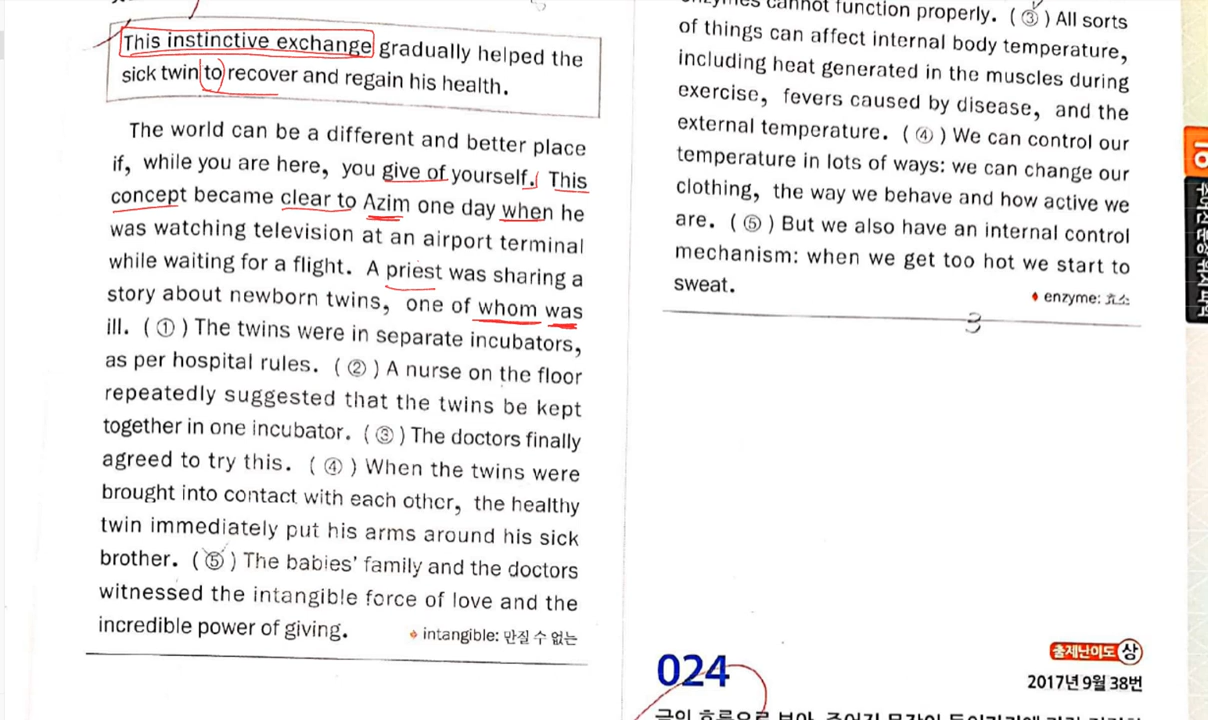 This instinctive exchange gradually helped the
sick twin to recover and regain his health.
The world can be a different and better place
if, while you are here, you give of yourself. This
concept became clear to Azim one day when he
was watching television at an airport terminal
while waiting for a flight. A priest was sharing a
story about newborn twins, one of whom was
ill. ( ① ) The twins were in separate incubators,
as per hospital rules. ( ② ) A nurse on the floor
repeatedly suggested that the twins be kept
together in one incubator. ( ③ ) The doctors finally
agreed to try this. ( ④ ) When the twins were
brought into contact with each other, the healthy
twin immediately put his arms around his sick
brother. ( ⑤ ) The babies' family and the doctors
witnessed the intangible force of love and the
incredible power of giving.
intangible: 만질 수 없는
cannot function properly. ( ③ ) All sorts
of things can affect internal body temperature,
including heat generated in the muscles during
exercise, fevers caused by disease, and the
external temperature. ( ④ ) We can control our
temperature in lots of ways: we can change our
clothing, the way we behave and how active we
are. ( ⑤ ) But we also have an internal control
mechanism: when we get too hot we start to
sweat.
enzyme: 효소
3
024
출제난이도 상
2017년 9월 38번